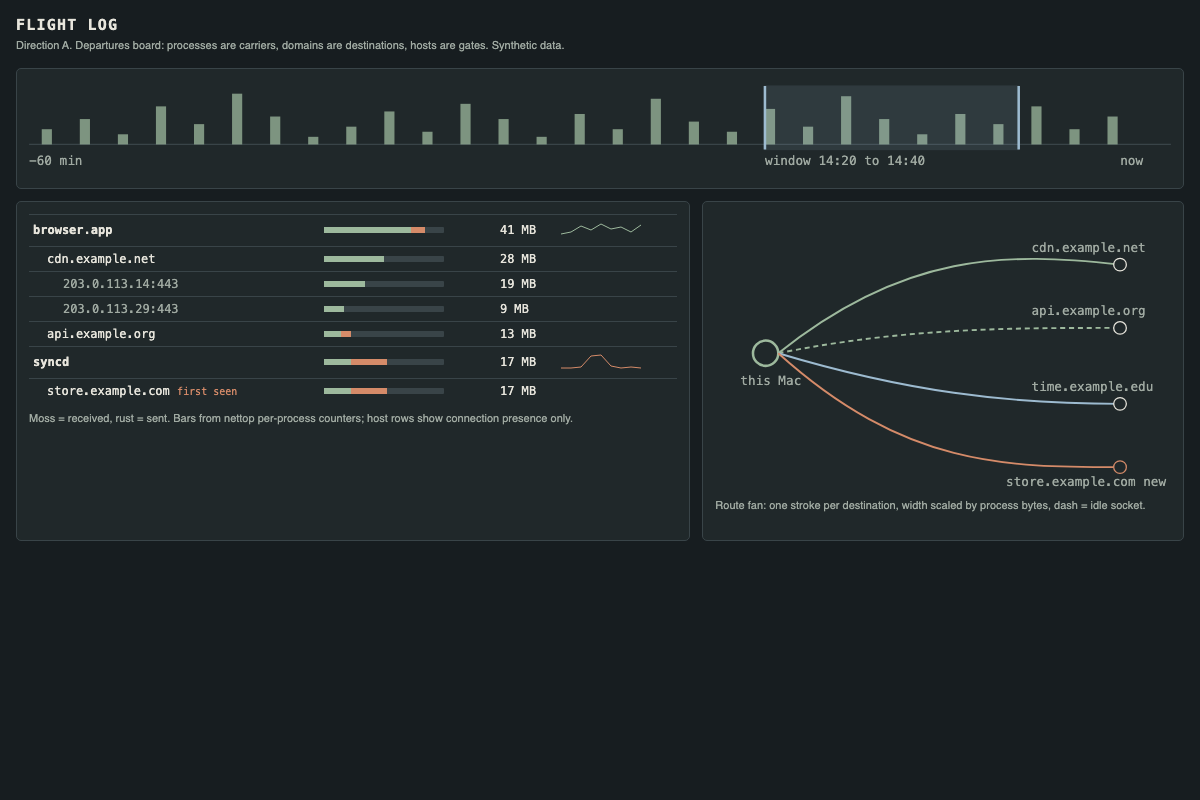 FLIGHT LOG
Direction A. Departures board: processes are carriers, domains are destinations, hosts are gates. Synthetic data.
−60 min
window 14:20 to 14:40
now
browser.app 41 MB
cdn.example.net 28 MB
203.0.113.14:443 19 MB
203.0.113.29:443 9 MB
api.example.org 13 MB
syncd 17 MB
store.example.com first seen 17 MB
Moss = received, rust = sent. Bars from nettop per-process counters; host rows show connection presence only.
cdn.example.net
api.example.org
this Mac
time.example.edu
store.example.com new
Route fan: one stroke per destination, width scaled by process bytes, dash = idle socket.